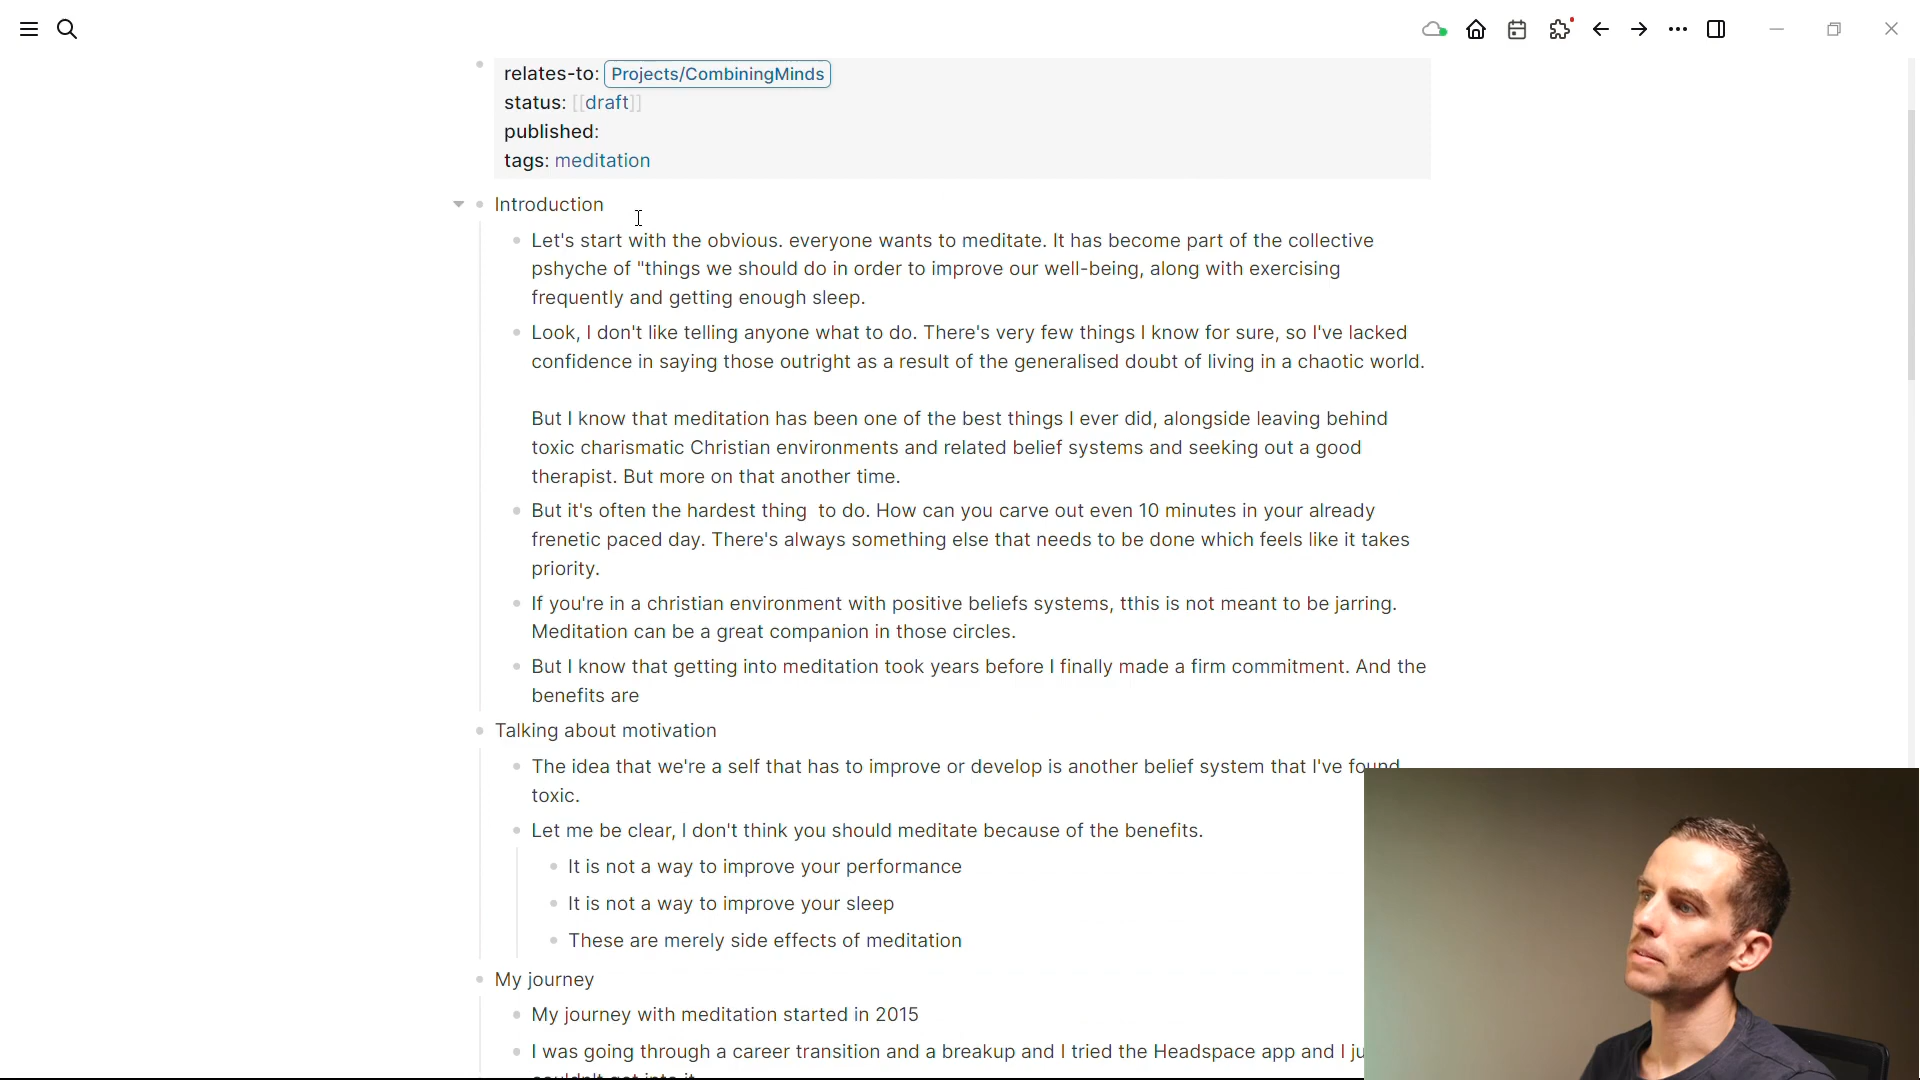 relates-to: Projects/CombiningMinds
status: [[draft]]
published:
tags: meditation
Introduction
Let's start with the obvious. everyone wants to meditate. It has become part of the collective
pshyche of "things we should do in order to improve our well-being, along with exercising
frequently and getting enough sleep.
Look, I don't like telling anyone what to do. There's very few things I know for sure, so I've lacked
confidence in saying those outright as a result of the generalised doubt of living in a chaotic world.
But I know that meditation has been one of the best things I ever did, alongside leaving behind
toxic charismatic Christian environments and related belief systems and seeking out a good
therapist. But more on that another time.
But it's often the hardest thing  to do. How can you carve out even 10 minutes in your already
frenetic paced day. There's always something else that needs to be done which feels like it takes
priority.
If you're in a christian environment with positive beliefs systems, tthis is not meant to be jarring.
Meditation can be a great companion in those circles.
But I know that getting into meditation took years before I finally made a firm commitment. And the
benefits are
Talking about motivation
The idea that we're a self that has to improve or develop is another belief system that I've found
toxic.
Let me be clear, I don't think you should meditate because of the benefits.
It is not a way to improve your performance
It is not a way to improve your sleep
These are merely side effects of meditation
My journey
My journey with meditation started in 2015
I was going through a career transition and a breakup and I tried the Headspace app and I
couldn't get into it